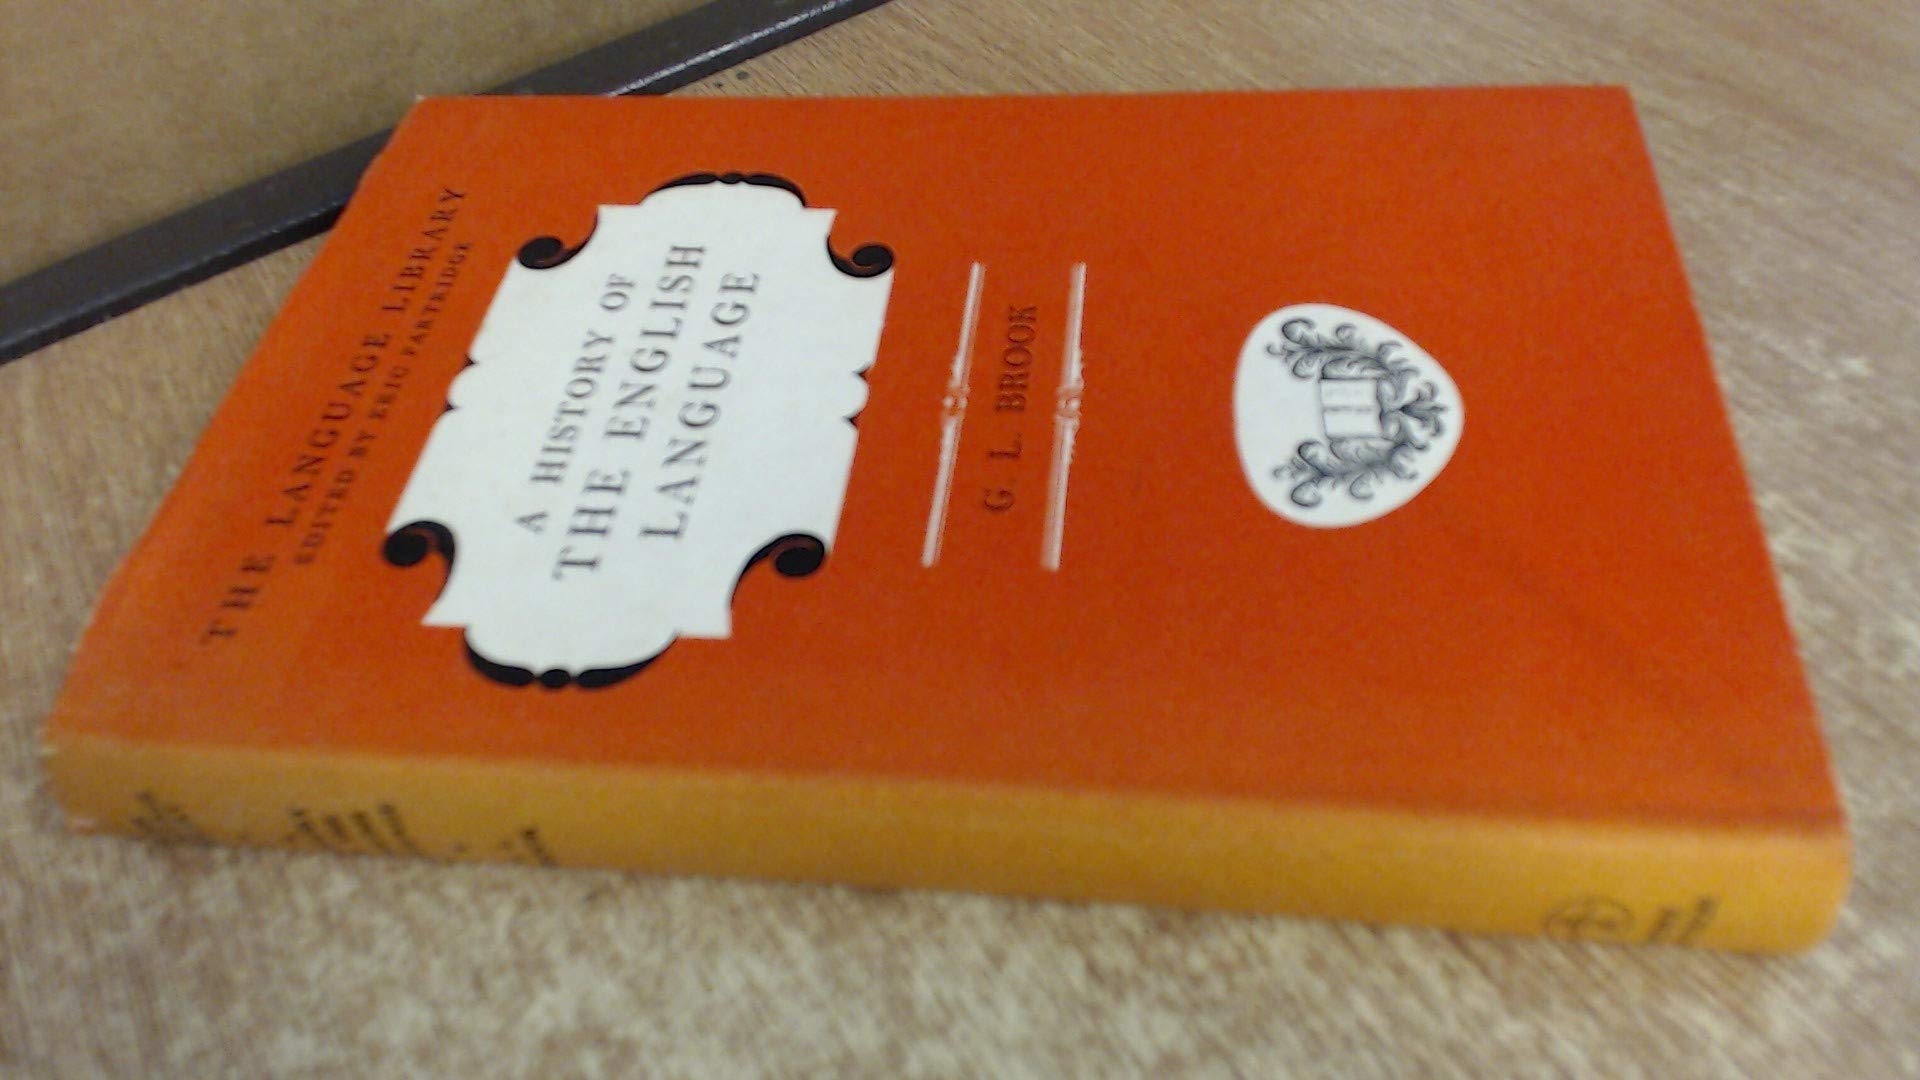 THE LANGUAGE LIBRARY
EDITED BY ERIC PARTRIDGE
A HISTORY OF
THE ENGLISH
LANGUAGE
G. L. BROOK